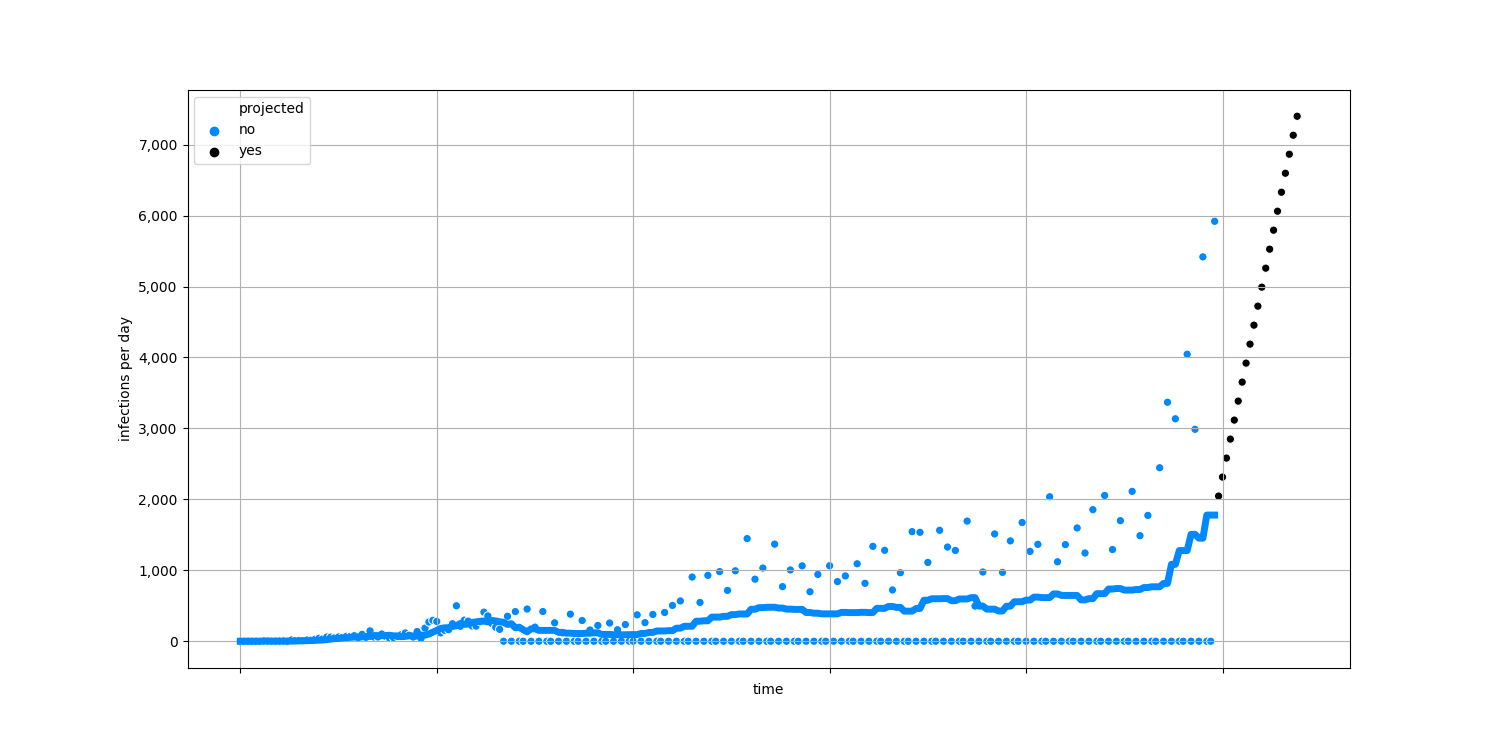 projected
no
yes
7,000
6,000
5,000
4,000
3,000
2,000
1,000
0
infections per day
time